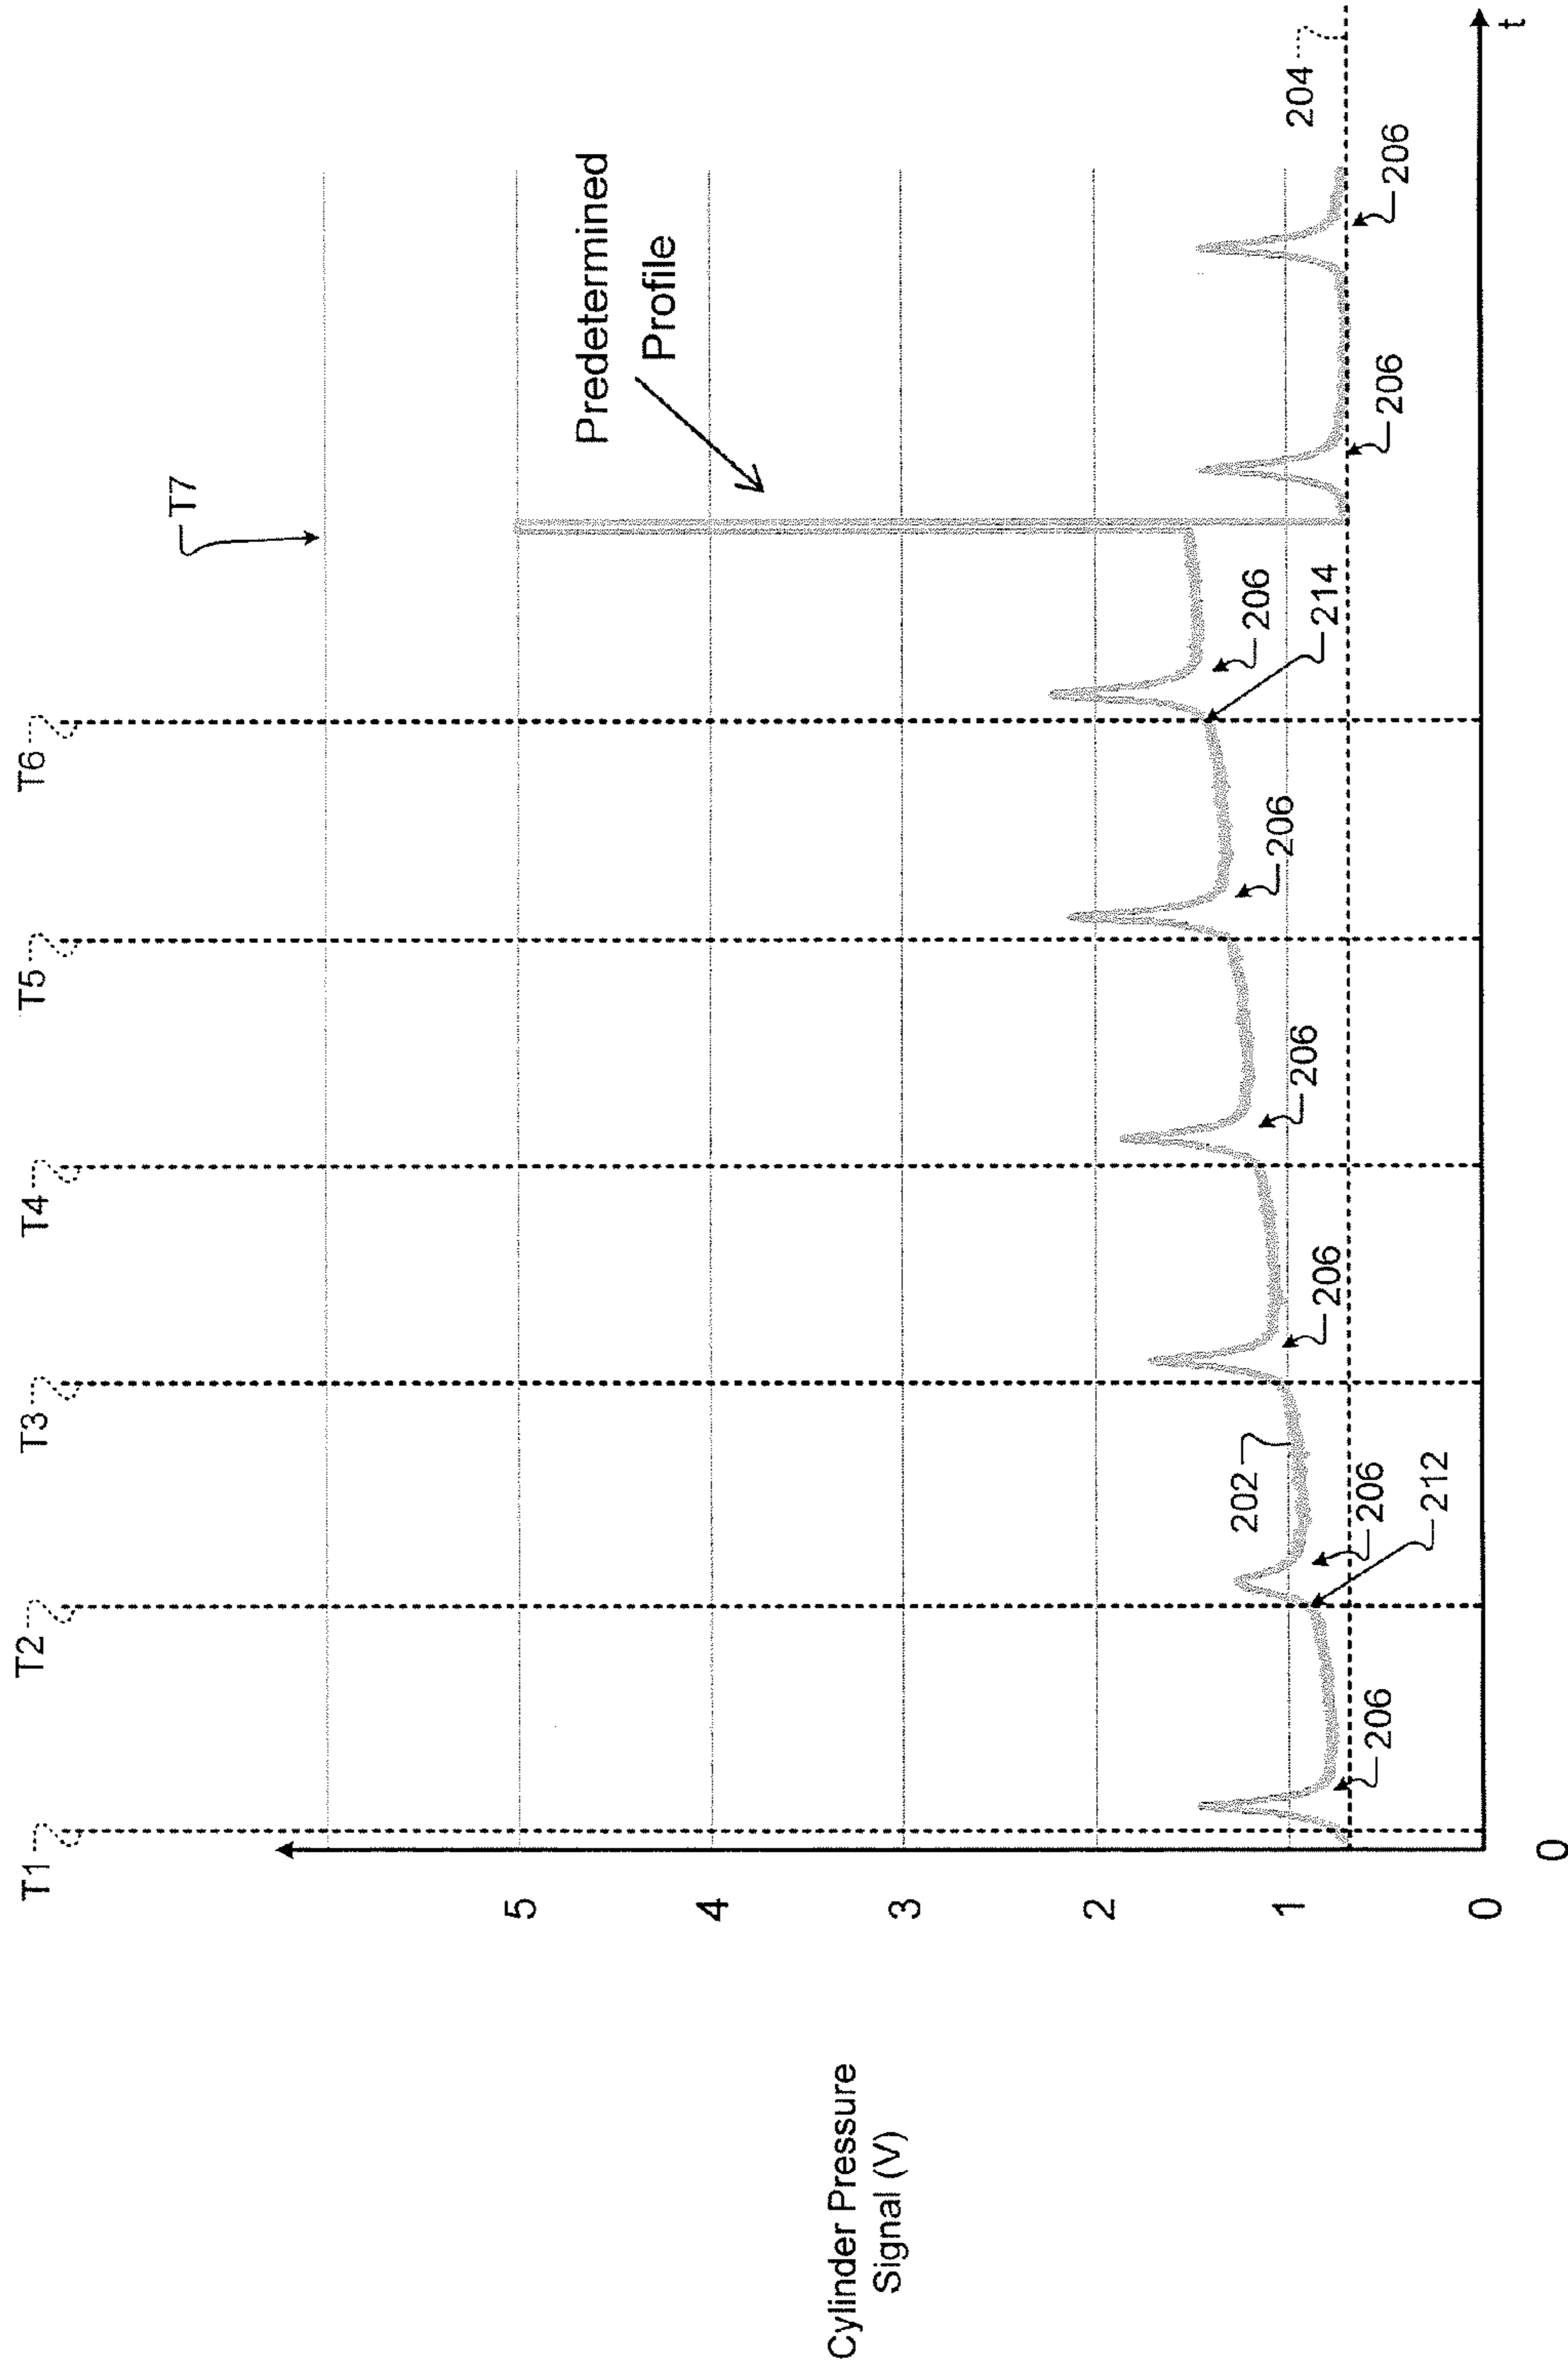 T1
T2
T3
T4
T5
T6
T7
Predetermined
Profile
Cylinder Pressure
Signal (V)
5
4
3
2
1
0
0
t
202
204
206
206
206
206
206
206
206
206
212
214